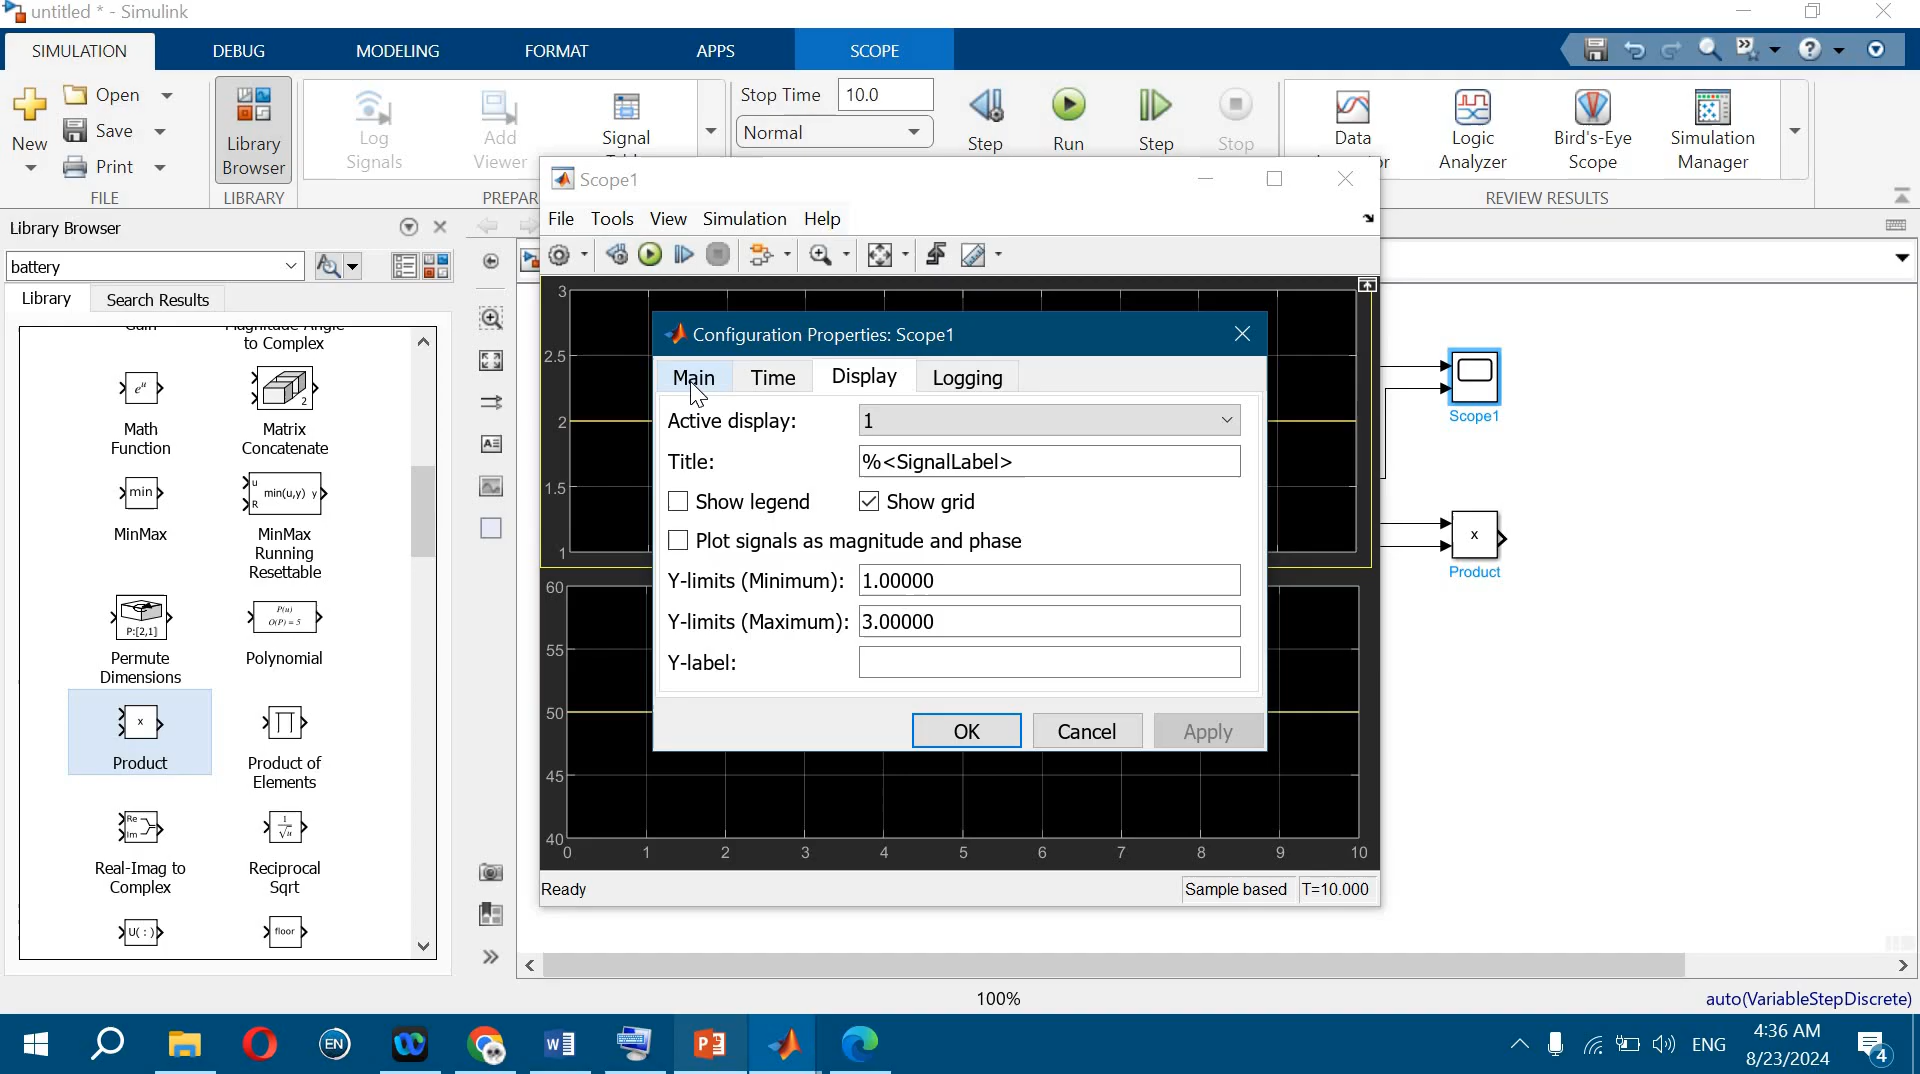 untitled * - Simulink
SIMULATION DEBUG MODELING FORMAT APPS SCOPE
New
Open
Save
Print
FILE
Library
Browser
LIBRARY
Log
Signals
Add
Viewer
Signal
PREPAR
Stop Time 10.0
Normal
Step
Run
Step
Stop
Data
Logic
Analyzer
Bird's-Eye
Scope
Simulation
Manager
REVIEW RESULTS
Library Browser
battery
Library Search Results
to Complex
Math
Function
Matrix
Concatenate
MinMax
MinMax
Running
Resettable
Permute
Dimensions
Polynomial
Product
Product of
Elements
Real-Imag to
Complex
Reciprocal
Sqrt
eu
min
u
R
min(u,y) y
P:[2,1]
P(u)
O(P) = 5
x
Re
Im
U( : )
floor
Scope1
File Tools View Simulation Help
3
2.5
2
1.5
1
60
55
50
45
40
0 1 2 3 4 5 6 7 8 9 10
Ready
Sample based T=10.000
Configuration Properties: Scope1
Main Time Display Logging
Active display: 1
Title: %<SignalLabel>
Show legend Show grid
Plot signals as magnitude and phase
Y-limits (Minimum): 1.00000
Y-limits (Maximum): 3.00000
Y-label:
OK Cancel Apply
Scope1
x
Product
100%
auto(VariableStepDiscrete)
EN
ENG
4:36 AM
8/23/2024
4